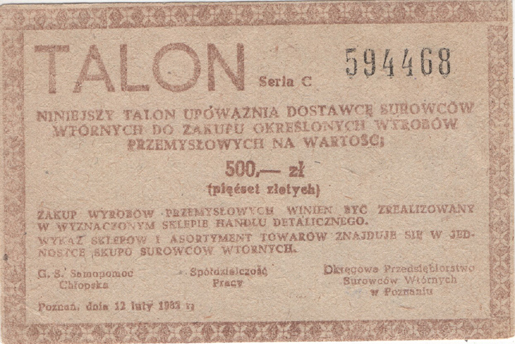 TALON Seria C 594468
NINIEJSZY TALON UPOWAŻNIA DOSTAWCĘ SUROWCÓW
WTÓRNYCH DO ZAKUPU OKREŚLONYCH WYROBÓW
PRZEMYSŁOWYCH NA WARTOŚĆ:
500,— zł
(pięćset złotych)
ZAKUP WYROBÓW PRZEMYSŁOWYCH WINIEN BYĆ ZREALIZOWANY
W WYZNACZONYM SKLEPIE HANDLU DETALICZNEGO.
WYKAZ SKLEPÓW I ASORTYMENT TOWARÓW ZNAJDUJE SIĘ W JED-
NOSTCE SKUPU SUROWCÓW WTÓRNYCH.
G. S. Samopomoc Spółdzielczość Okręgowe Przedsiębiorstwo
Chłopska Pracy Surowców Wtórnych
w Poznaniu
Poznań, dnia 12 luty 1982 r.